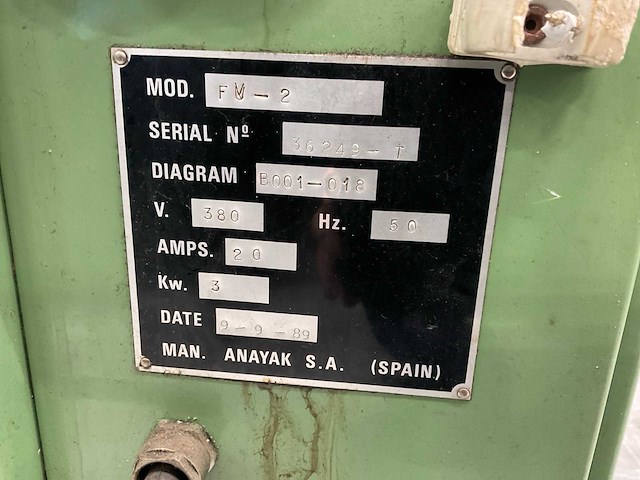 MOD. FV-2
SERIAL Nº 36249-T
DIAGRAM B001-018
V. 380 Hz. 50
AMPS. 20
Kw. 3
DATE 9-9-89
MAN. ANAYAK S.A. (SPAIN)